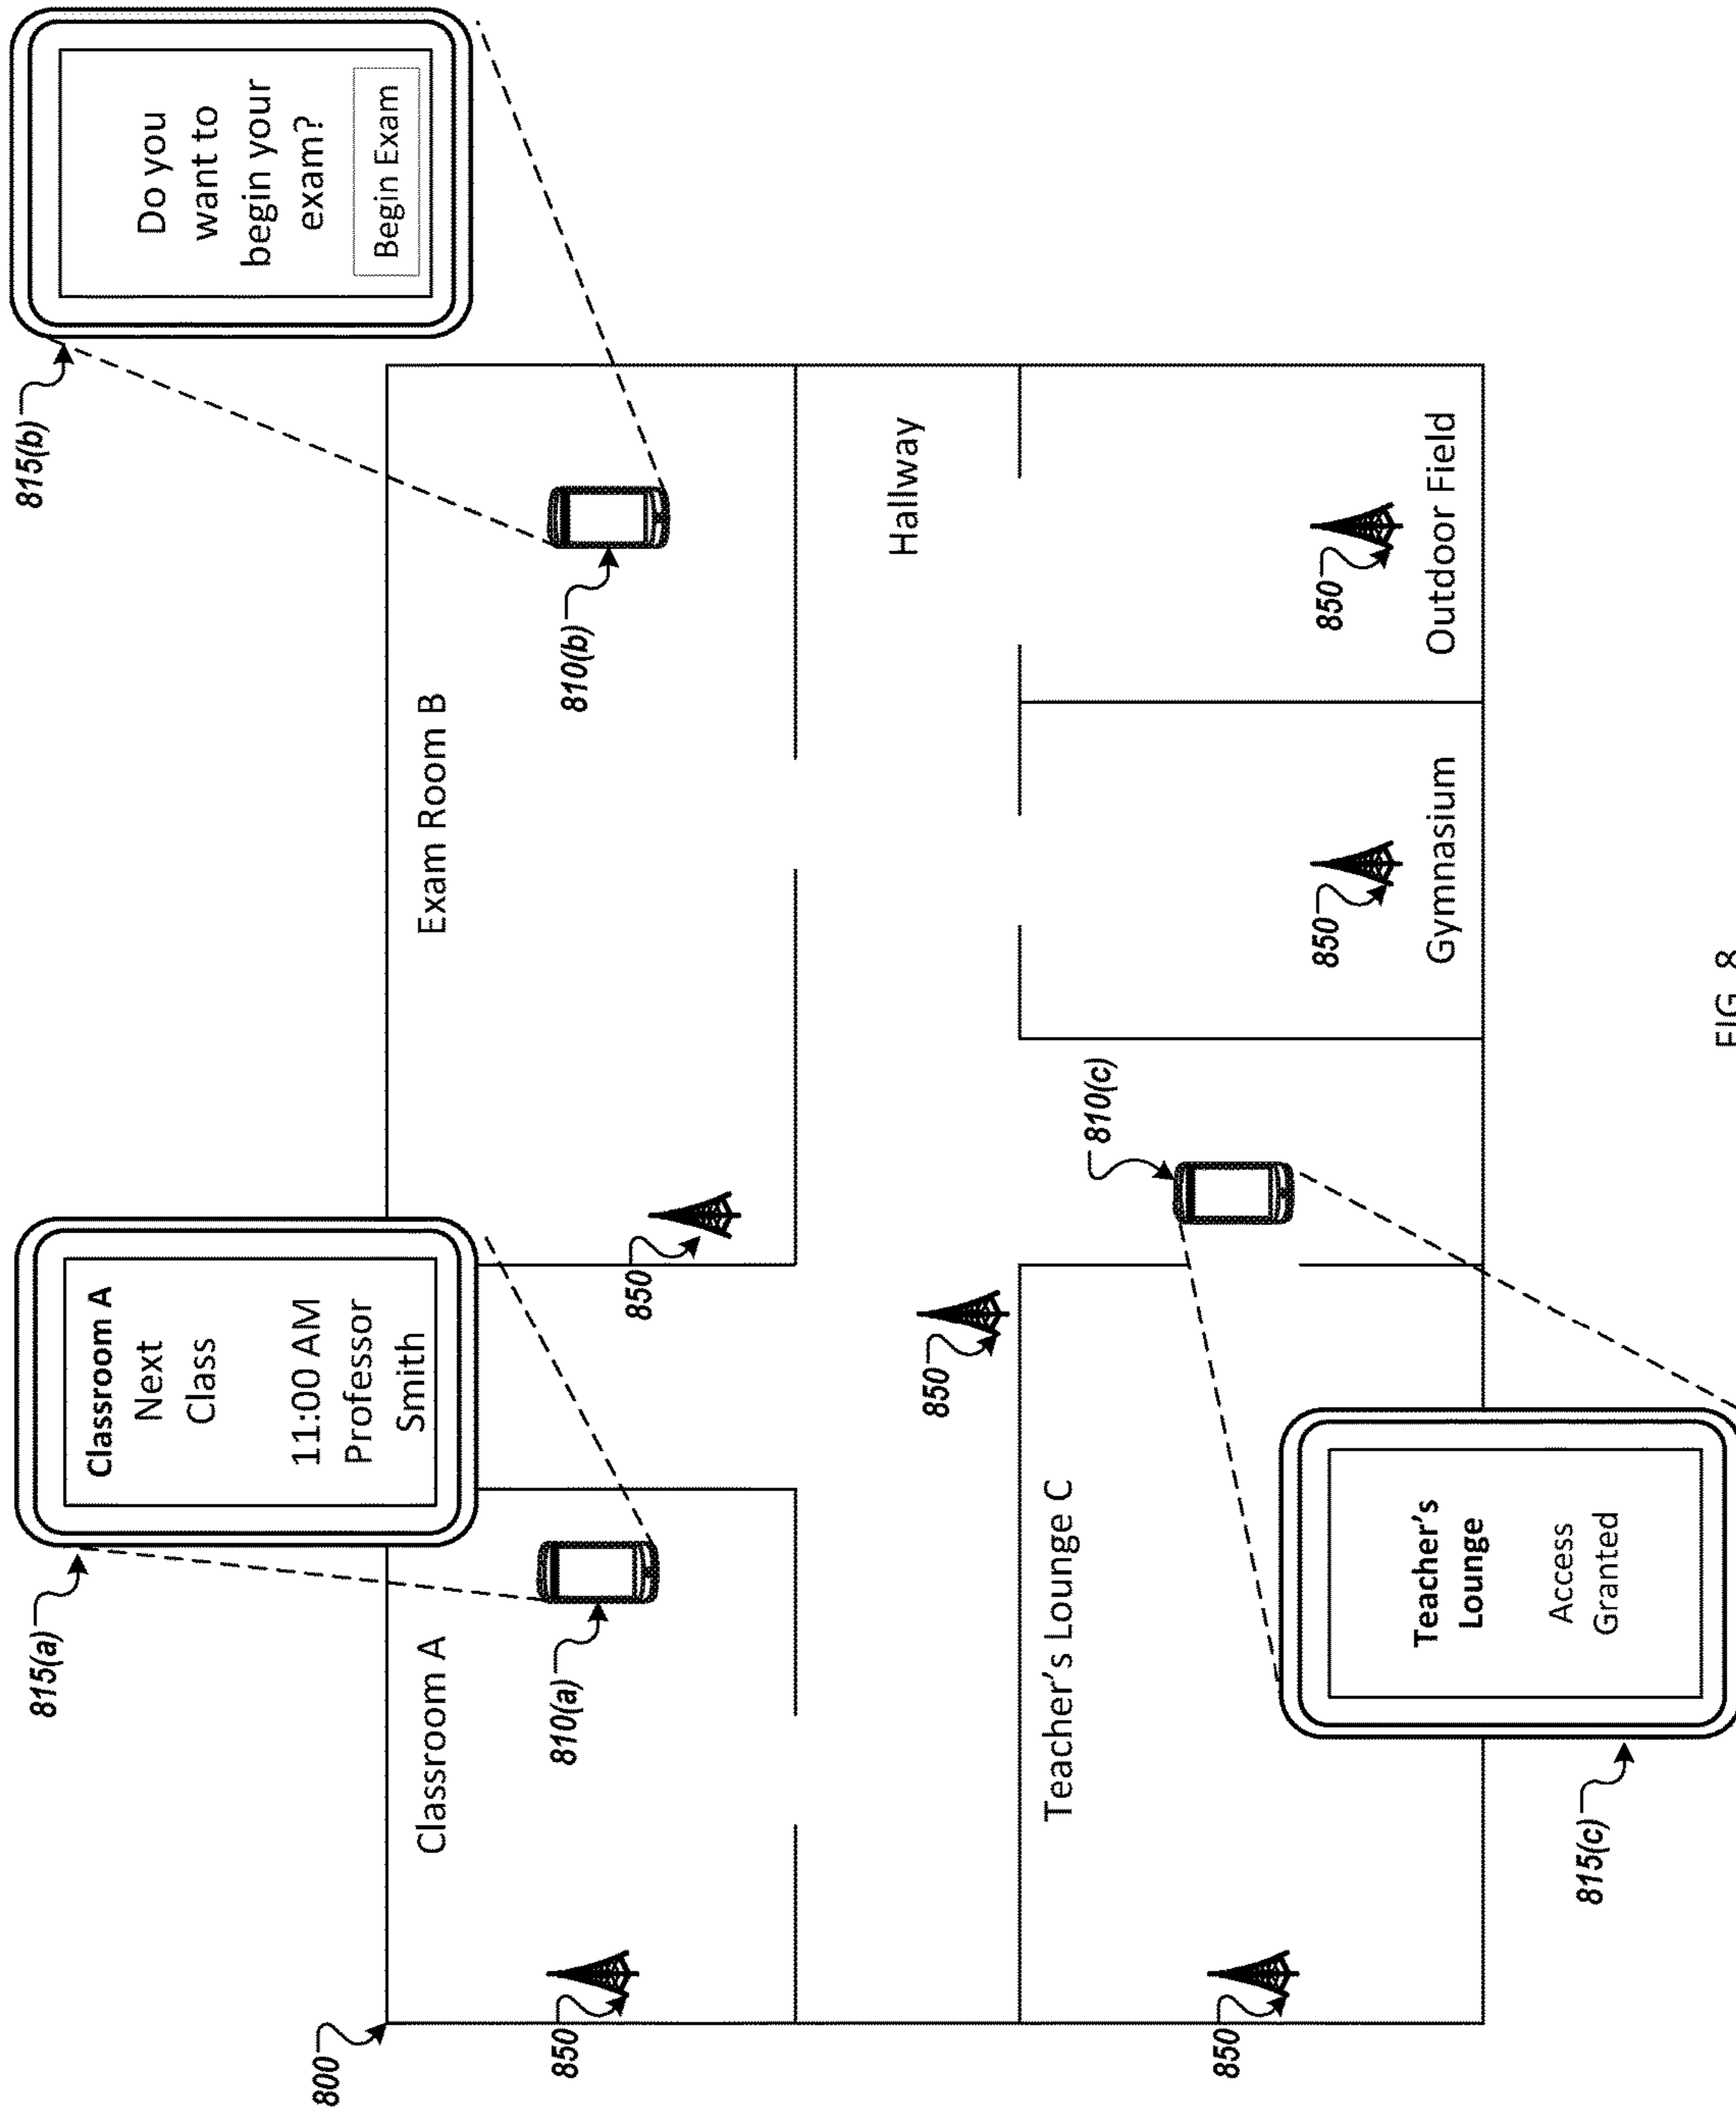 815(a)
Classroom A
Next
Class
11:00 AM
Professor
Smith
815(b)
Do you
want to
begin your
exam?
Begin Exam
800
Classroom A
Exam Room B
850
810(a)
850
810(b)
Hallway
850
Teacher's Lounge C
810(c)
850
850
850
Gymnasium
Outdoor Field
815(c)
Teacher's
Lounge
Access
Granted
FIG. 8